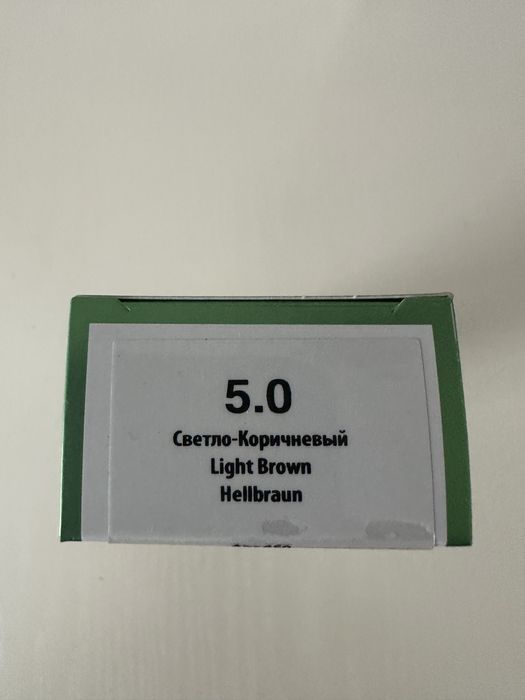 5.0
Светло-Коричневый
Light Brown
Hellbraun